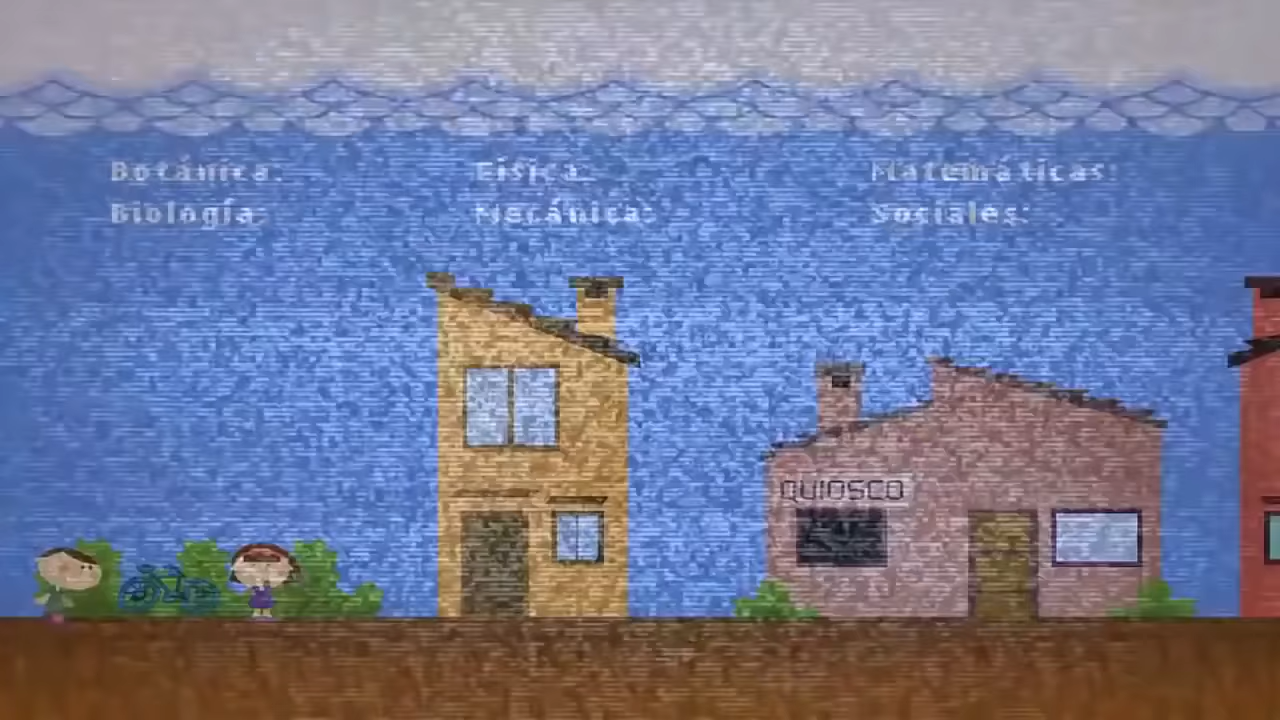 Botánica:
Física:
Matemáticas:
Biología:
Mecánica:
Sociales:
QUIOSCO